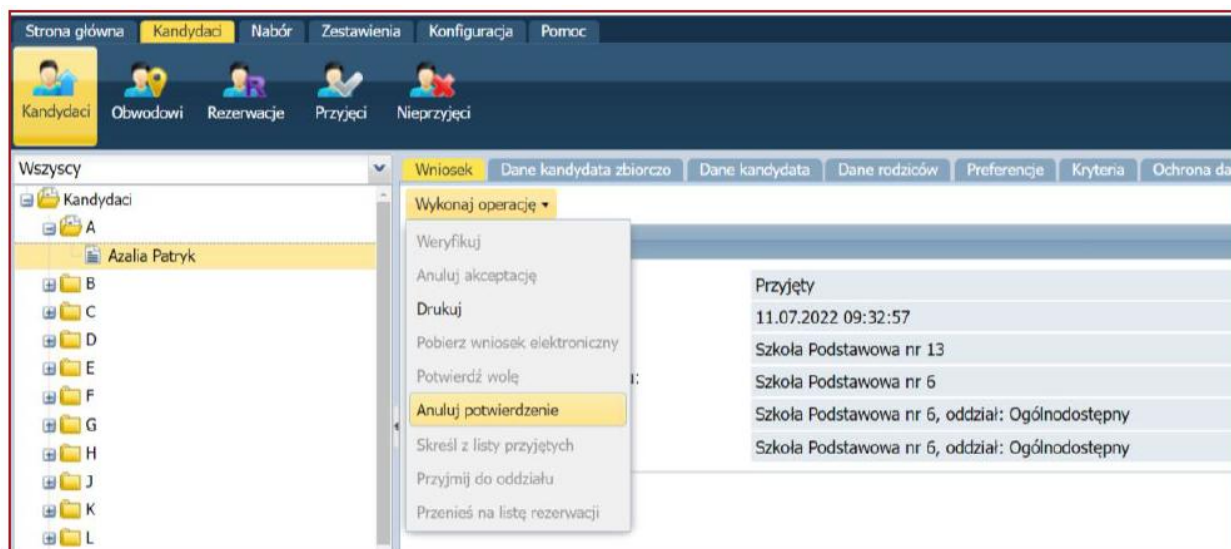 Strona główna Kandydaci Nabór Zestawienia Konfiguracja Pomoc
Kandydaci Obwodowi Rezerwacje Przyjęci Nieprzyjęci
Wszyscy
Kandydaci
A
Azalia Patryk
B
C
D
E
F
G
H
J
K
L
Wniosek Dane kandydata zbiorczo Dane kandydata Dane rodziców Preferencje Kryteria Ochrona da
Wykonaj operację
Weryfikuj
Anuluj akceptację
Drukuj
Pobierz wniosek elektroniczny
Potwierdź wolę
Anuluj potwierdzenie
Skreśl z listy przyjętych
Przyjmij do oddziału
Przenieś na listę rezerwacji
Przyjęty
11.07.2022 09:32:57
Szkoła Podstawowa nr 13
Szkoła Podstawowa nr 6
Szkoła Podstawowa nr 6, oddział: Ogólnodostępny
Szkoła Podstawowa nr 6, oddział: Ogólnodostępny